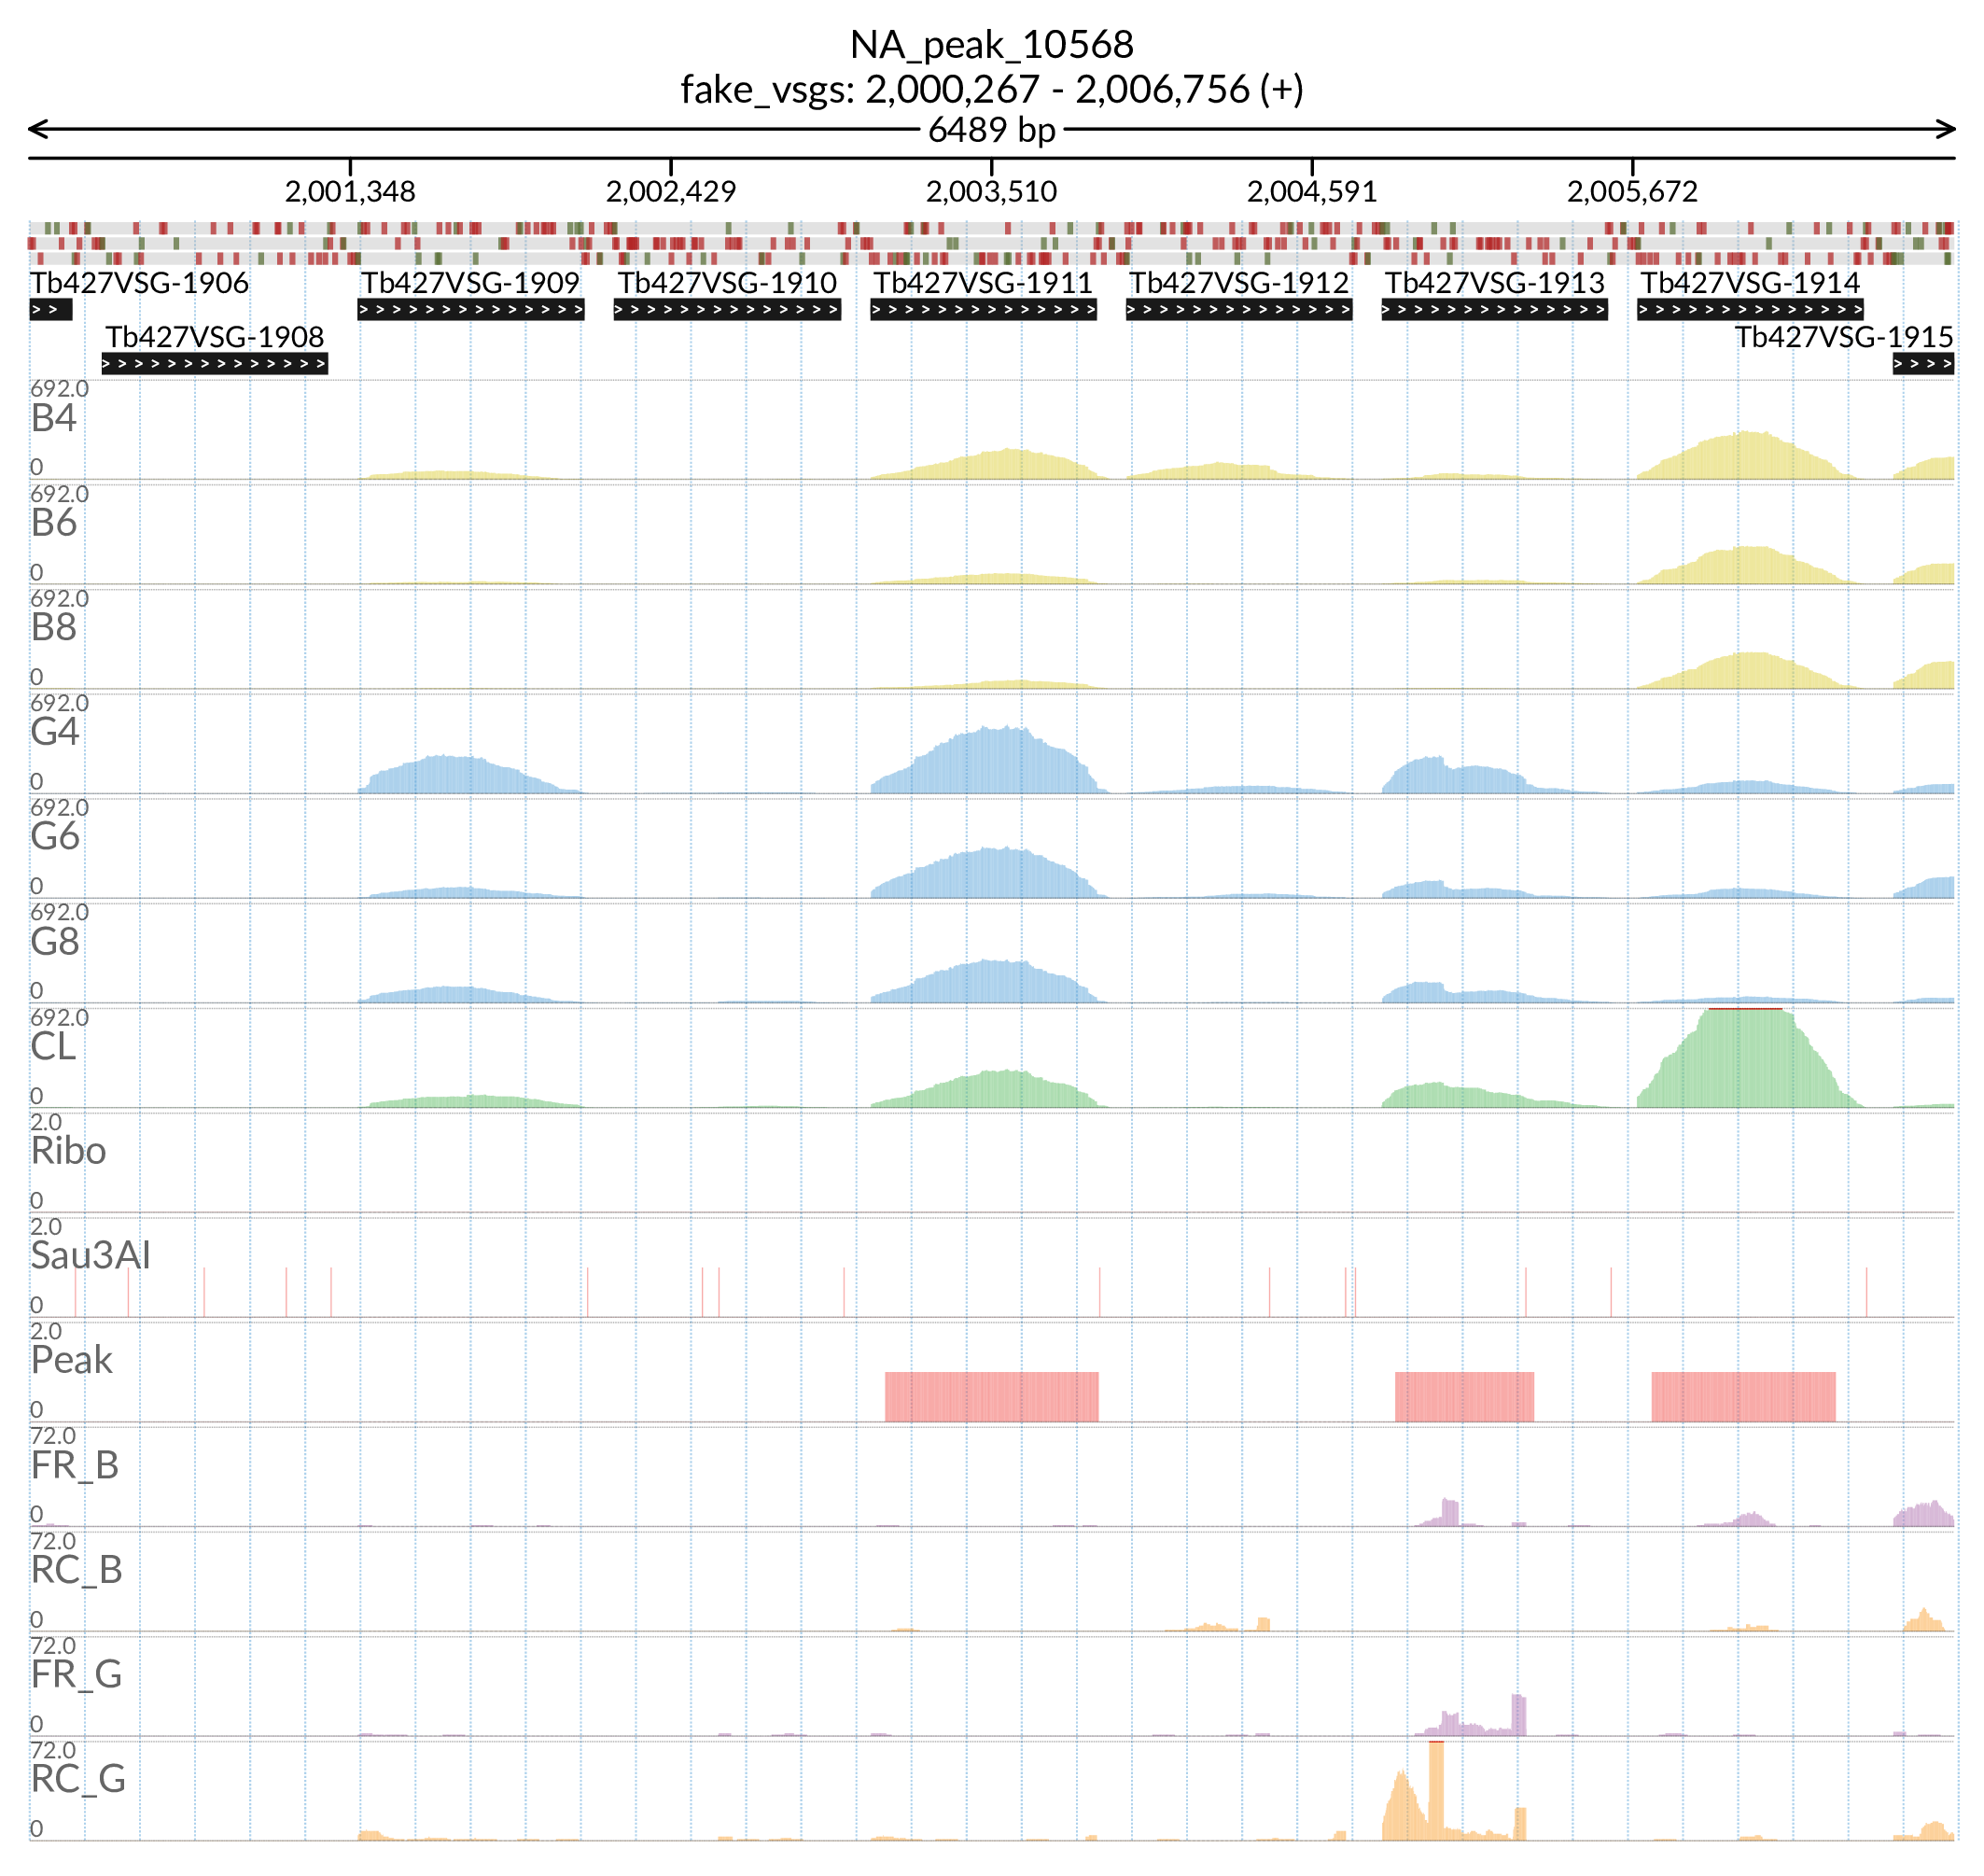 NA_peak_10568
fake_vsgs: 2,000,267 - 2,006,756 (+)
6489 bp
2,001,348 2,002,429 2,003,510 2,004,591 2,005,672
Tb427VSG-1906 Tb427VSG-1909 Tb427VSG-1910 Tb427VSG-1911 Tb427VSG-1912 Tb427VSG-1913 Tb427VSG-1914
Tb427VSG-1908 Tb427VSG-1915
692.0
B4
0
692.0
B6
0
692.0
B8
0
692.0
G4
0
692.0
G6
0
692.0
G8
0
692.0
CL
0
2.0
Ribo
0
2.0
Sau3AI
0
2.0
Peak
0
72.0
FR_B
0
72.0
RC_B
0
72.0
FR_G
0
72.0
RC_G
0